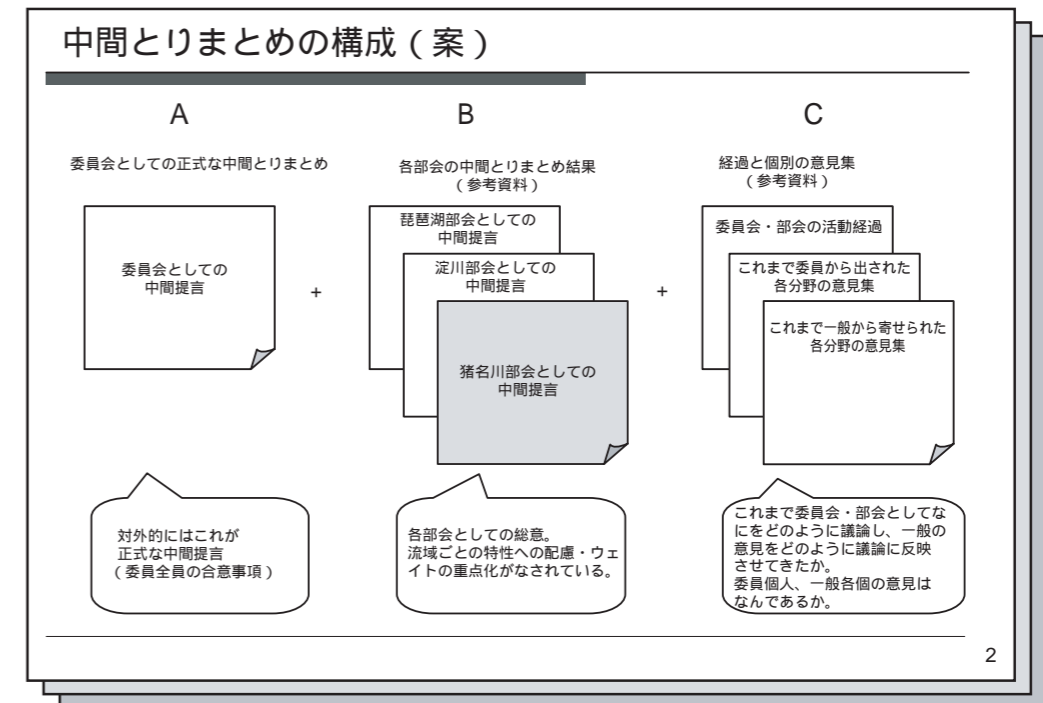 中間とりまとめの構成（案）
A
委員会としての正式な中間とりまとめ
委員会としての
中間提言
+
対外的にはこれが
正式な中間提言
（委員全員の合意事項）
B
各部会の中間とりまとめ結果
（参考資料）
琵琶湖部会としての
中間提言
淀川部会としての
中間提言
猪名川部会としての
中間提言
+
各部会としての総意。
流域ごとの特性への配慮・ウェ
イトの重点化がなされている。
C
経過と個別の意見集
（参考資料）
委員会・部会の活動経過
これまで委員から出された
各分野の意見集
これまで一般から寄せられた
各分野の意見集
これまで委員会・部会としてな
にをどのように議論し、一般の
意見をどのように議論に反映
させてきたか。
委員個人、一般各個の意見は
なんであるか。
2